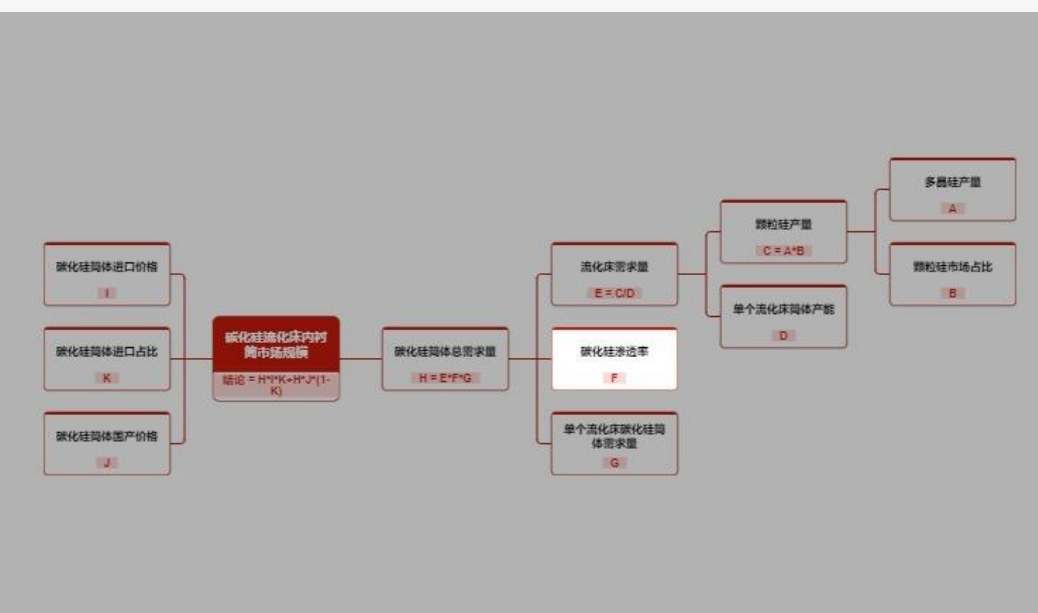 多晶硅产量
A
颗粒硅产量
C = A*B
碳化硅筒体进口价格
I
流化床需求量
E = C/D
颗粒硅市场占比
B
单个流化床筒体产能
D
碳化硅流化床内衬
筒市场规模
结论 = H*I*K+H*J*(1-
K)
碳化硅筒体进口占比
K
碳化硅筒体总需求量
H = E*F*G
碳化硅渗透率
F
碳化硅筒体国产价格
J
单个流化床碳化硅筒
体需求量
G